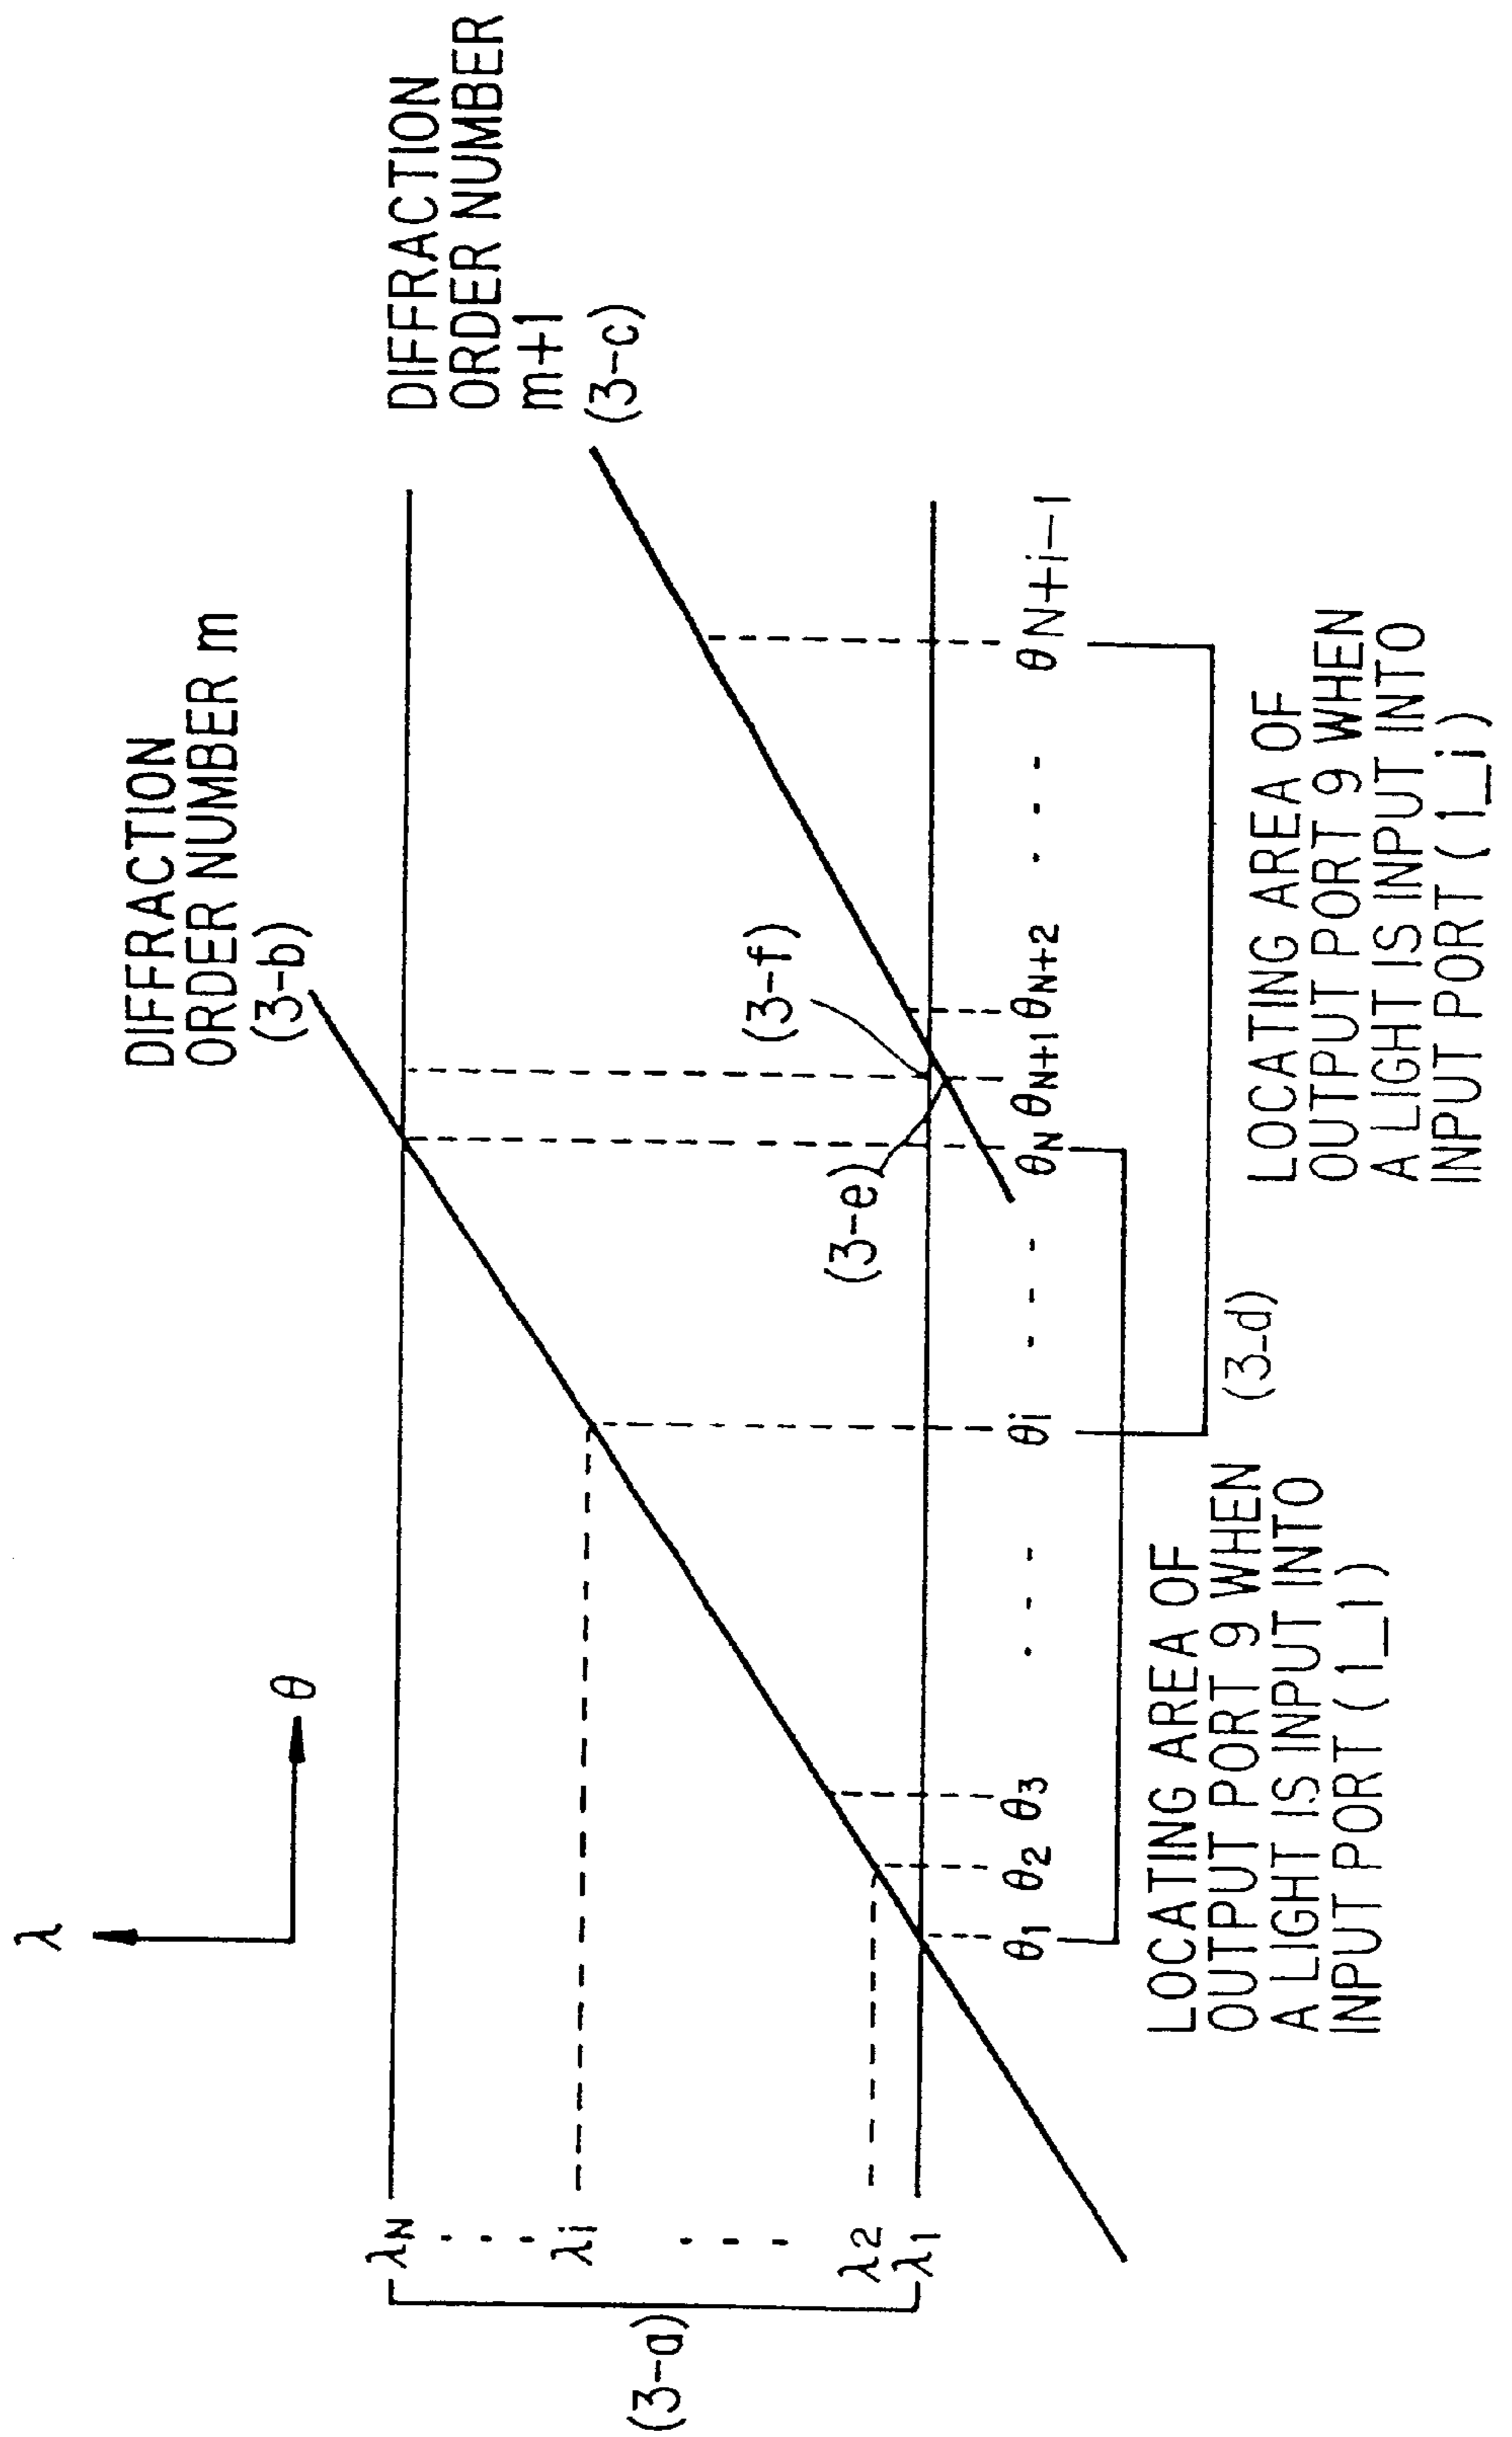 λ
θ
DIFFRACTION
ORDER NUMBER m
(3-b)
DIFFRACTION
ORDER NUMBER
m+1
(3-c)
(3-a)
λN
λi
λ2
λ1
(3-f)
(3-e)
θ1 θ2 θ3 θi θN θN+1 θN+2 θN+i-1
(3-d)
LOCATING AREA OF
OUTPUT PORT 9 WHEN
A LIGHT IS INPUT INTO
INPUT PORT (1_1)
LOCATING AREA OF
OUTPUT PORT 9 WHEN
A LIGHT IS INPUT INTO
INPUT PORT (1_i)